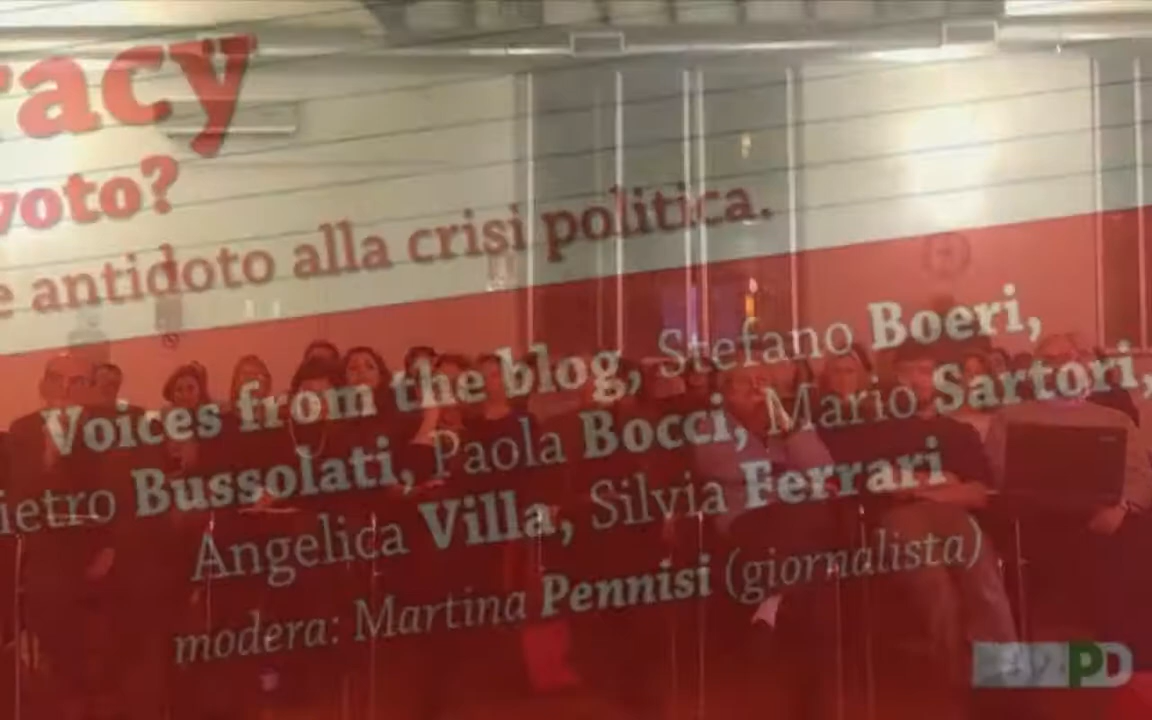 racy
voto?
e antidoto alla crisi politica.
Voices from the blog, Stefano Boeri,
ietro Bussolati, Paola Bocci, Mario Sartori,
Angelica Villa, Silvia Ferrari
modera: Martina Pennisi (giornalista)
PD